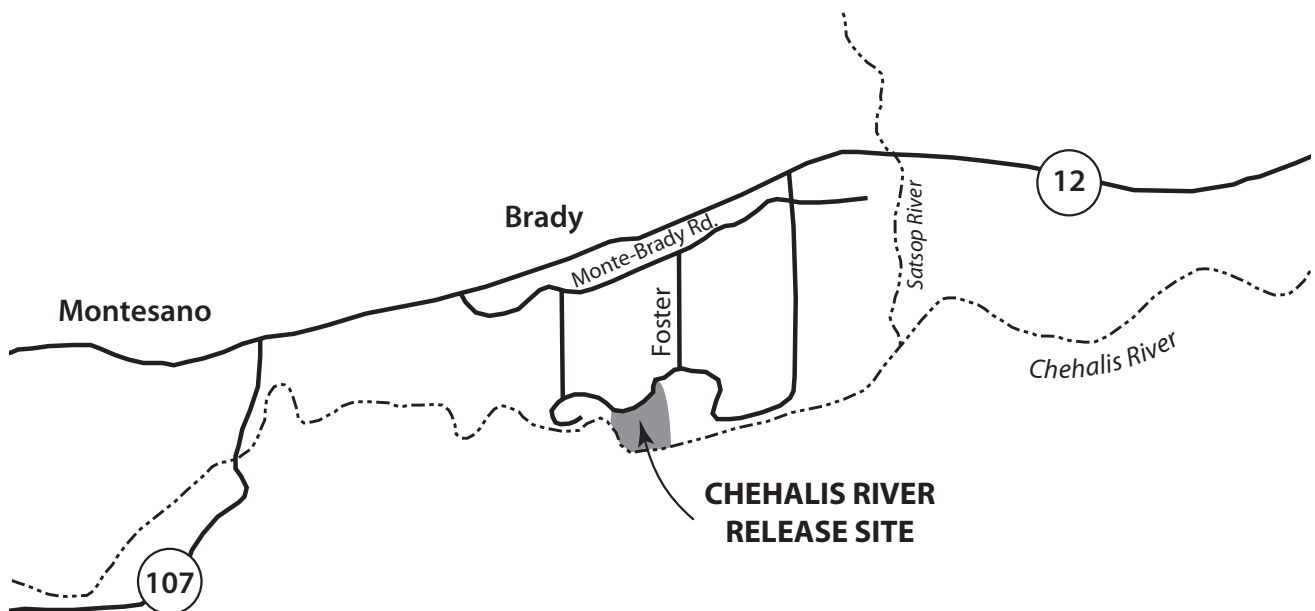 12
Satsop River
Brady
Monte-Brady Rd.
Montesano
Foster
Chehalis River
CHEHALIS RIVER
RELEASE SITE
107